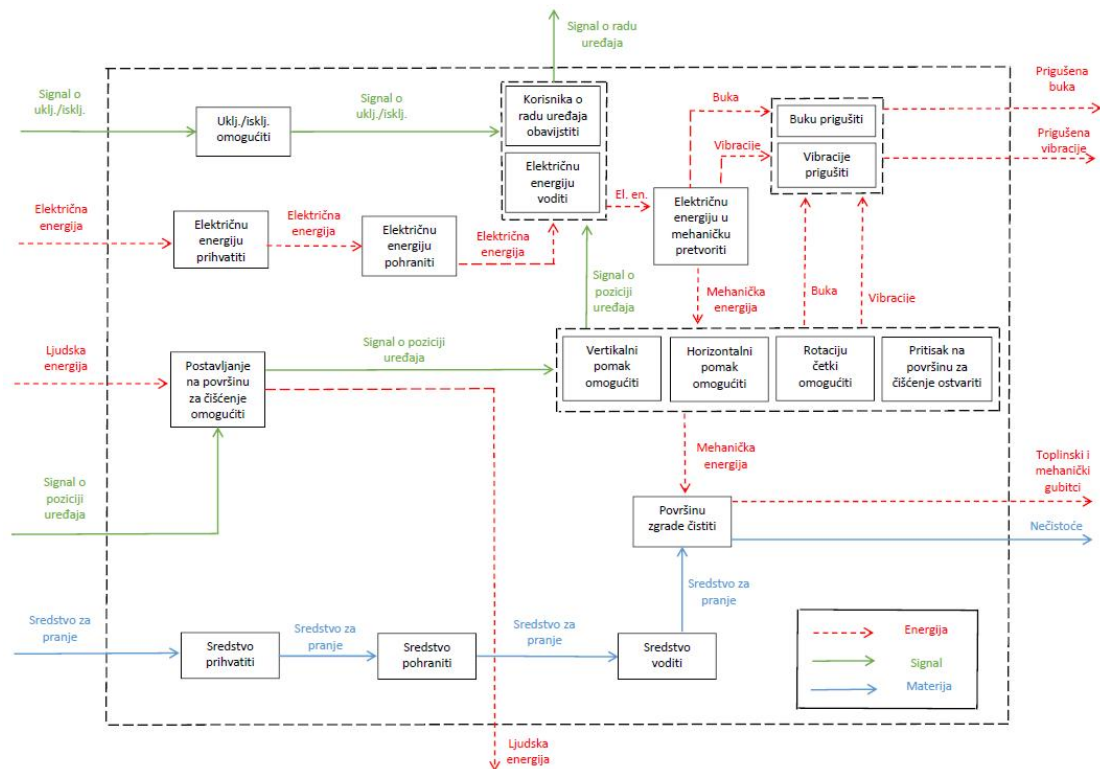 Signal o radu
uređaja
Signal o
uklj./isklj.
Uklj./isklj.
omogućiti
Signal o
uklj./isklj.
Korisnika o
radu uređaja
obavijstiti
Električnu
energiju
voditi
Buka
Vibracije
Buku prigušiti
Vibracije
prigušiti
Prigušena
buka
Prigušena
vibracije
Električna
energija
Električnu
energiju
prihvatiti
Električna
energija
Električnu
energiju
pohraniti
Električna
energija
El. en.
Električnu
energiju u
mehaničku
pretvoriti
Signal o
poziciji
uređaja
Mehanička
energija
Buka
Vibracije
Ljudska
energija
Postavljanje
na površinu
za čišćenje
omogućiti
Signal o poziciji
uređaja
Vertikalni
pomak
omogućiti
Horizontalni
pomak
omogućiti
Rotaciju
četki
omogućiti
Pritisak na
površinu za
čišćenje ostvariti
Signal o
poziciji
uređaja
Mehanička
energija
Površinu
zgrade čistiti
Toplinski i
mehanički
gubitci
Nečistoće
Sredstvo za
pranje
Sredstvo
prihvatiti
Sredstvo za
pranje
Sredstvo
pohraniti
Sredstvo za
pranje
Sredstvo
voditi
Sredstvo za
pranje
Energija
Signal
Materija
Ljudska
energija